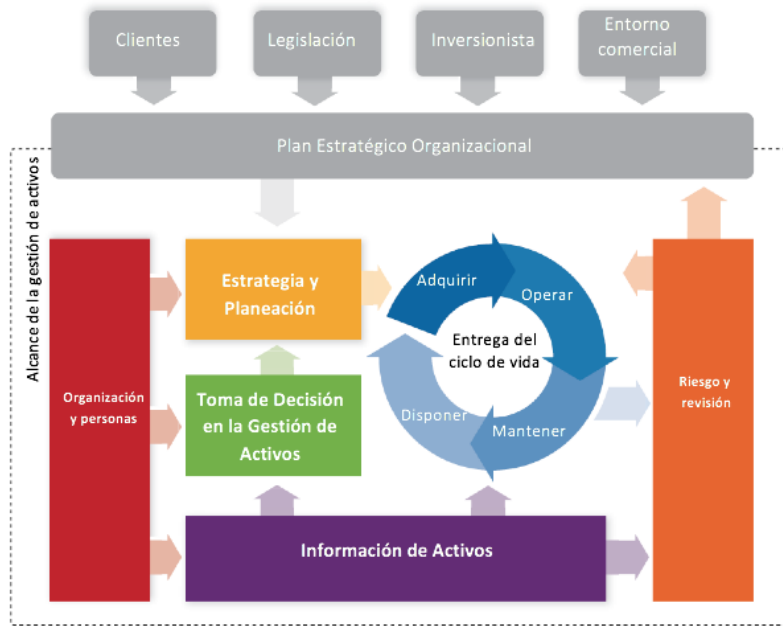 Clientes
Legislación
Inversionista
Entorno
comercial
Plan Estratégico Organizacional
Alcance de la gestión de activos
Estrategia y
Planeación
Adquirir
Operar
Entrega del
ciclo de vida
Organización
y personas
Toma de Decisión
en la Gestión de
Activos
Disponer
Mantener
Riesgo y
revisión
Información de Activos